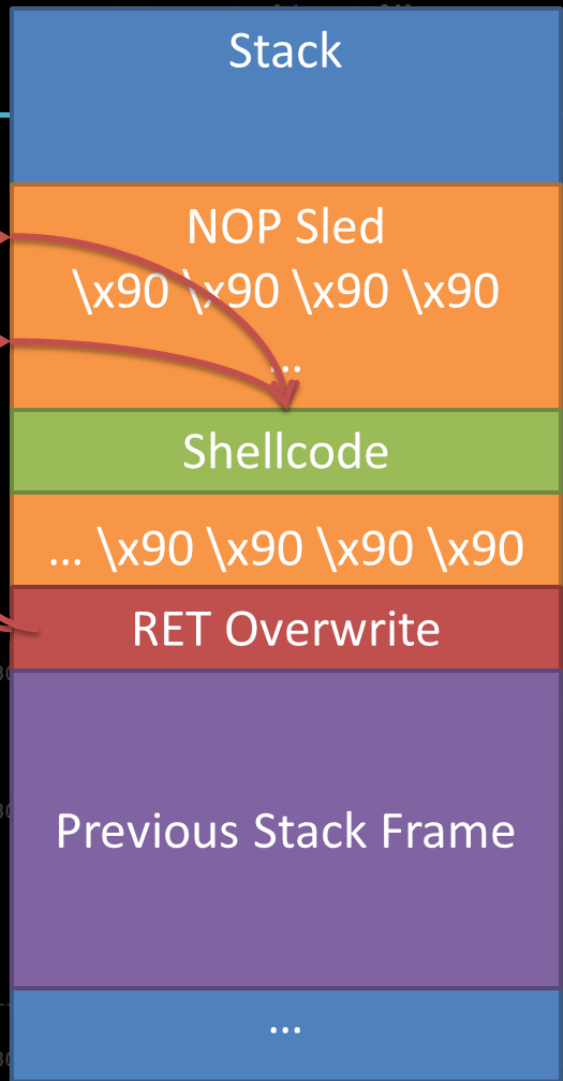 Stack
NOP Sled
\x90 \x90 \x90 \x90
...
Shellcode
... \x90 \x90 \x90 \x90
RET Overwrite
Previous Stack Frame
...